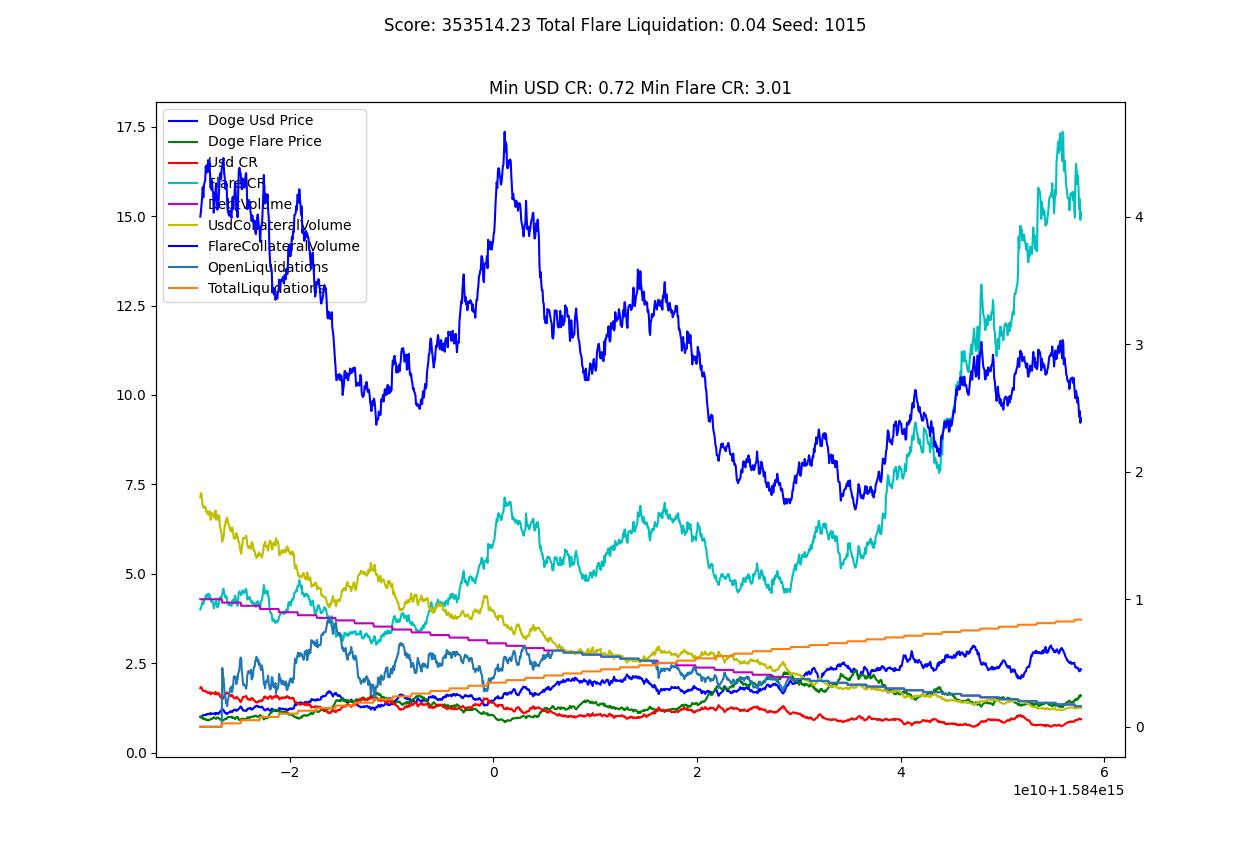 Score: 353514.23 Total Flare Liquidation: 0.04 Seed: 1015
Min USD CR: 0.72 Min Flare CR: 3.01
Doge Usd Price
Doge Flare Price
Usd CR
Flare CR
DebtVolume
UsdCollateralVolume
FlareCollateralVolume
OpenLiquidations
TotalLiquidations
17.5
15.0
12.5
10.0
7.5
5.0
2.5
0.0
4
3
2
1
0
−2
0
2
4
6
1e10+1.584e15